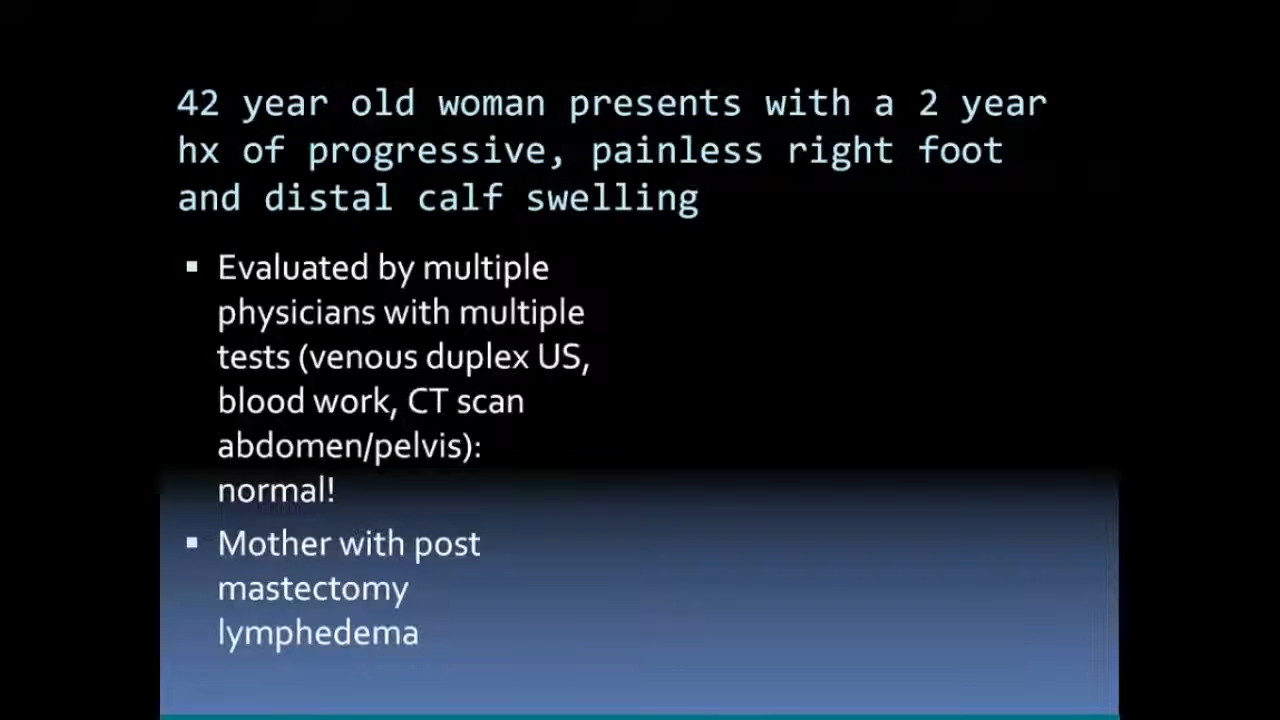 42 year old woman presents with a 2 year
hx of progressive, painless right foot
and distal calf swelling
▪ Evaluated by multiple
physicians with multiple
tests (venous duplex US,
blood work, CT scan
abdomen/pelvis):
normal!
▪ Mother with post
mastectomy
lymphedema